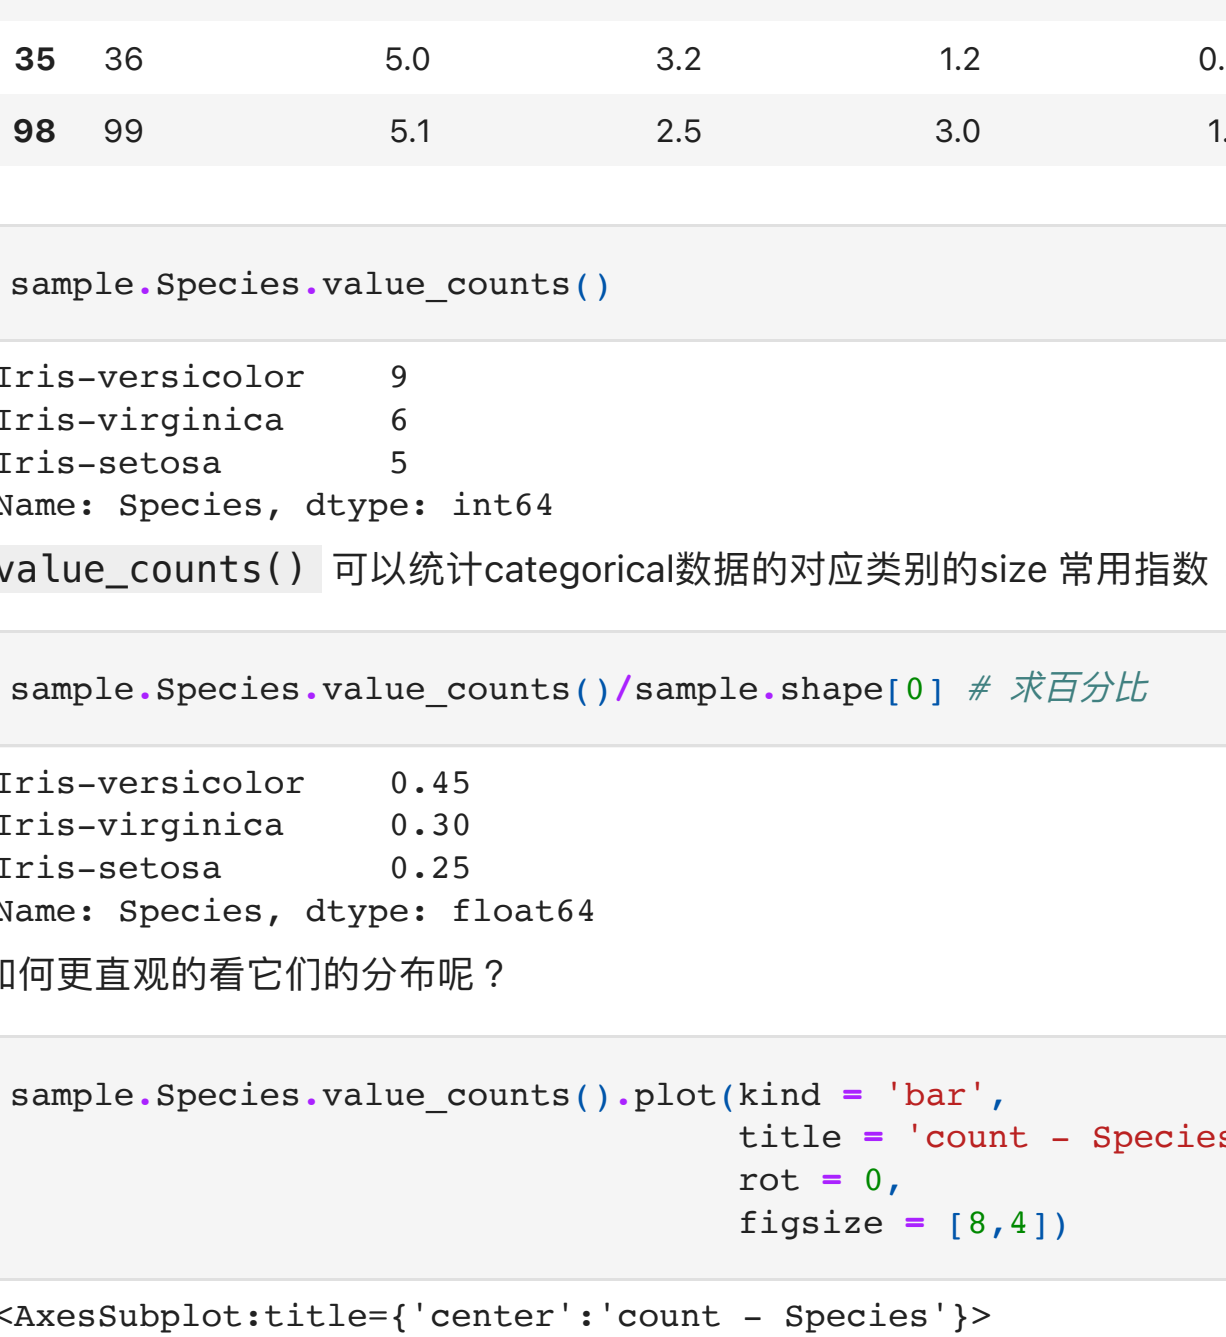 35 36 5.0 3.2 1.2 0.
98 99 5.1 2.5 3.0 1.
sample.Species.value_counts()
Iris-versicolor 9
Iris-virginica 6
Iris-setosa 5
Name: Species, dtype: int64
value_counts() 可以统计categorical数据的对应类别的size 常用指数
sample.Species.value_counts()/sample.shape[0] # 求百分比
Iris-versicolor 0.45
Iris-virginica 0.30
Iris-setosa 0.25
Name: Species, dtype: float64
如何更直观的看它们的分布呢？
sample.Species.value_counts().plot(kind = 'bar',
title = 'count - Species
rot = 0,
figsize = [8,4])
<AxesSubplot:title={'center':'count - Species'}>